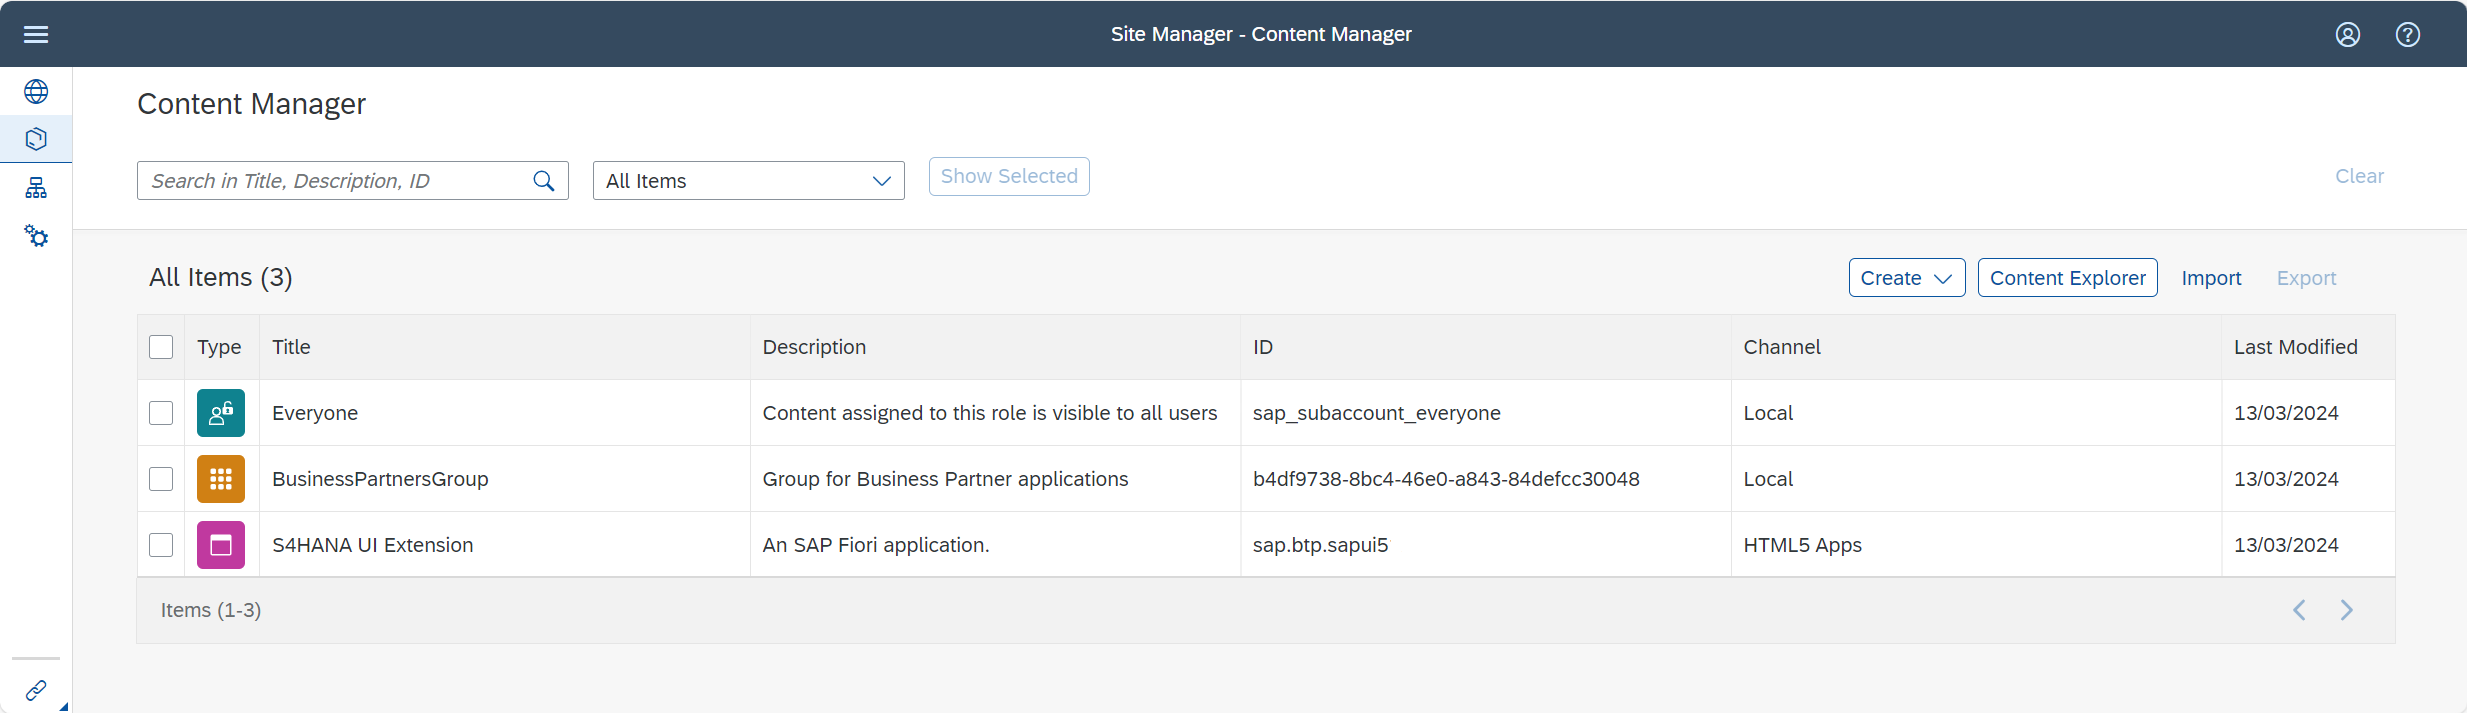 Site Manager - Content Manager
Content Manager
Search in Title, Description, ID
All Items
Show Selected
Clear
All Items (3)
Create
Content Explorer
Import
Export
Type Title Description ID Channel Last Modified
Everyone Content assigned to this role is visible to all users sap_subaccount_everyone Local 13/03/2024
BusinessPartnersGroup Group for Business Partner applications b4df9738-8bc4-46e0-a843-84defcc30048 Local 13/03/2024
S4HANA UI Extension An SAP Fiori application. sap.btp.sapui5 HTML5 Apps 13/03/2024
Items (1-3)